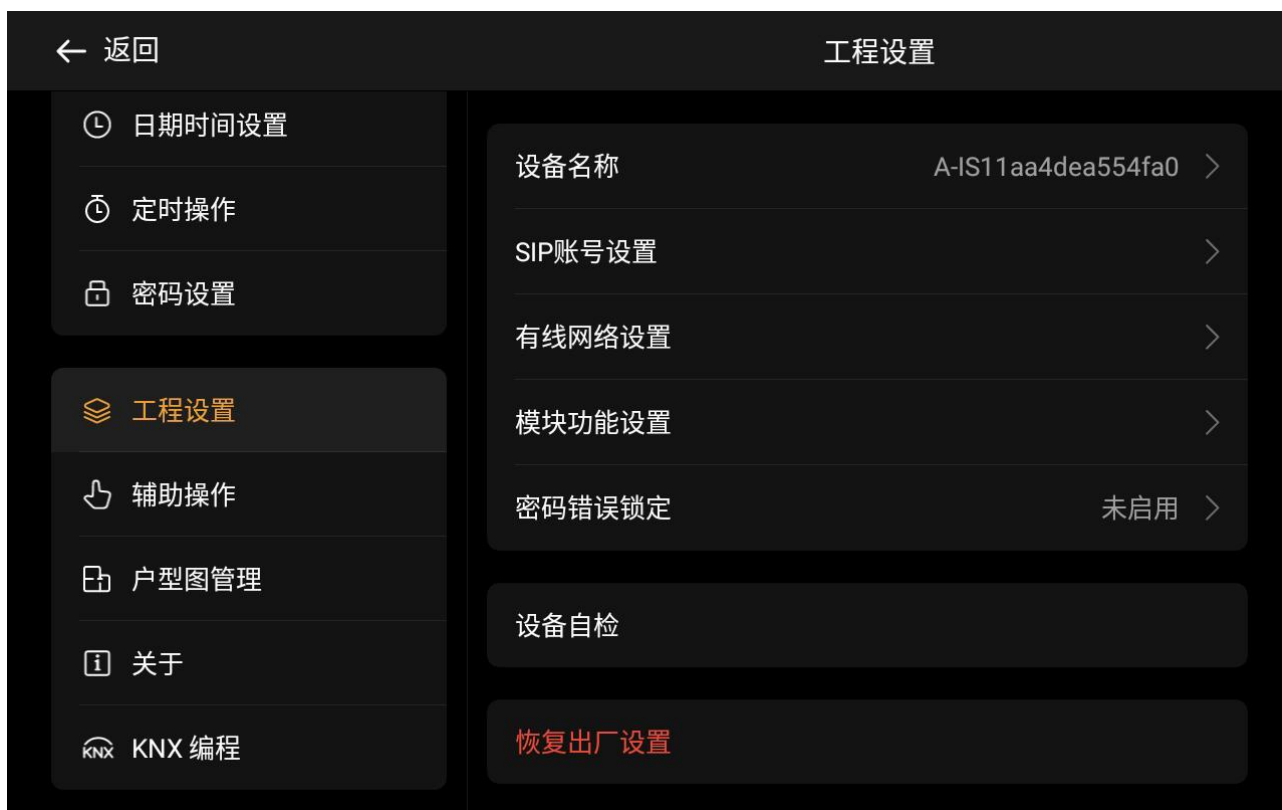 返回
工程设置
日期时间设置
定时操作
密码设置
工程设置
辅助操作
户型图管理
关于
KNX KNX 编程
设备名称 A-IS11aa4dea554fa0
SIP账号设置
有线网络设置
模块功能设置
密码错误锁定 未启用
设备自检
恢复出厂设置